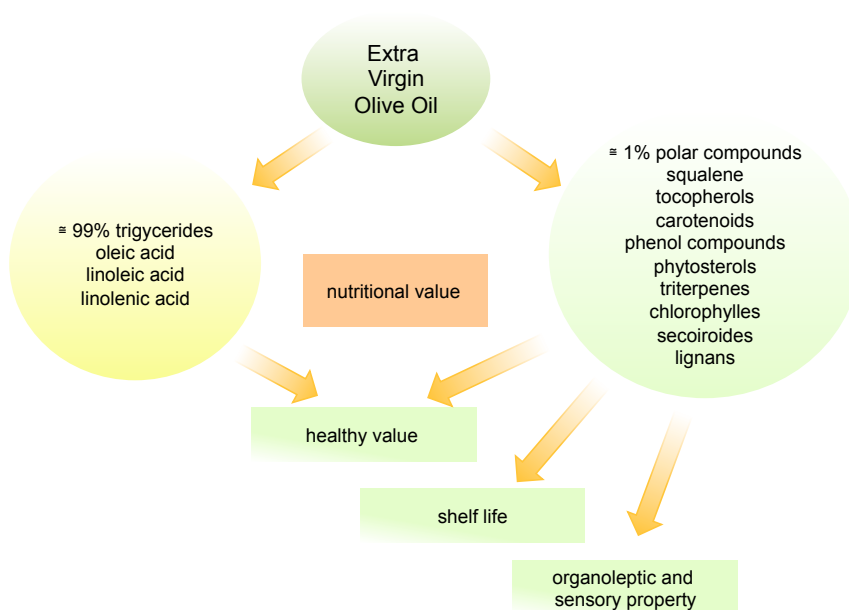 Extra
Virgin
Olive Oil
≅ 99% trigycerides
oleic acid
linoleic acid
linolenic acid
≅ 1% polar compounds
squalene
tocopherols
carotenoids
phenol compounds
phytosterols
triterpenes
chlorophylles
secoiroides
lignans
nutritional value
healthy value
shelf life
organoleptic and
sensory property